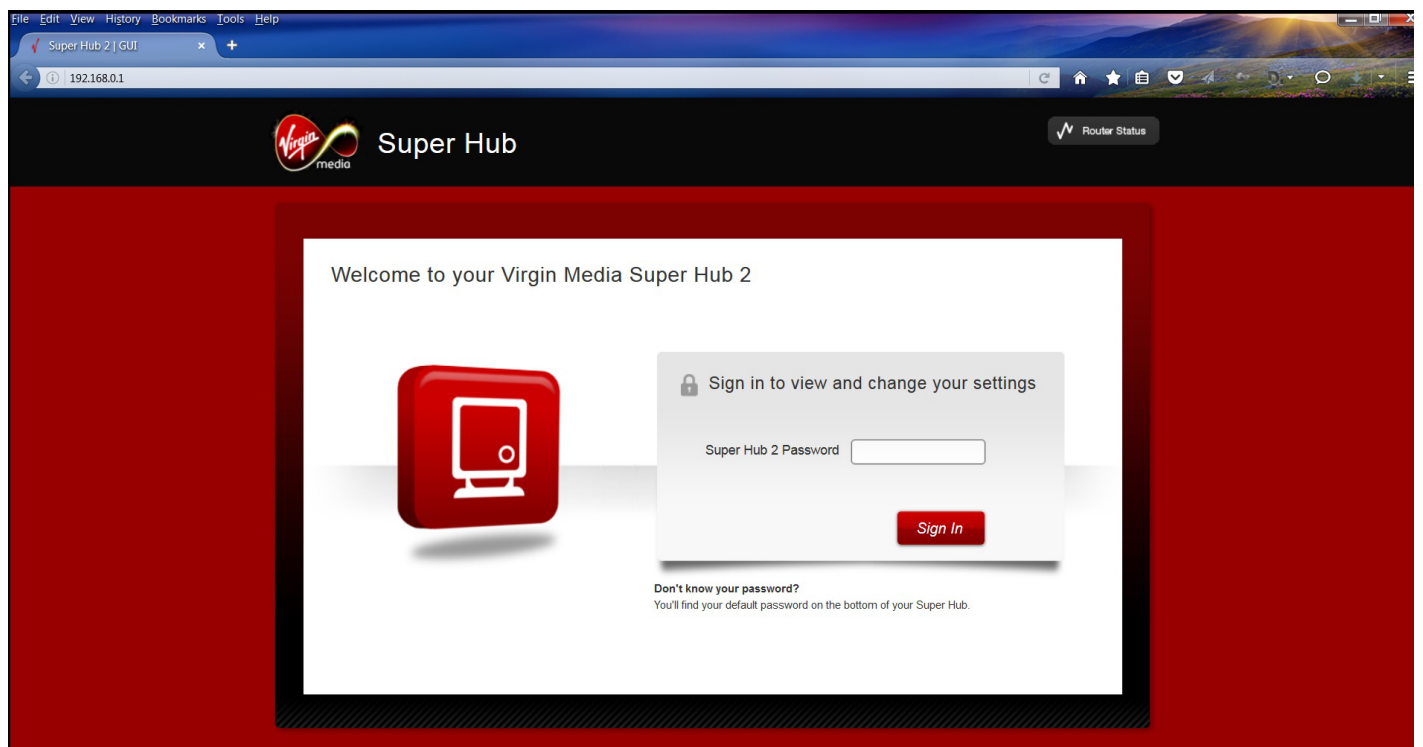 File Edit View History Bookmarks Tools Help
Super Hub 2 | GUI
192.168.0.1
Virgin media
Super Hub
Router Status
Welcome to your Virgin Media Super Hub 2
Sign in to view and change your settings
Super Hub 2 Password
Sign In
Don't know your password?
You'll find your default password on the bottom of your Super Hub.